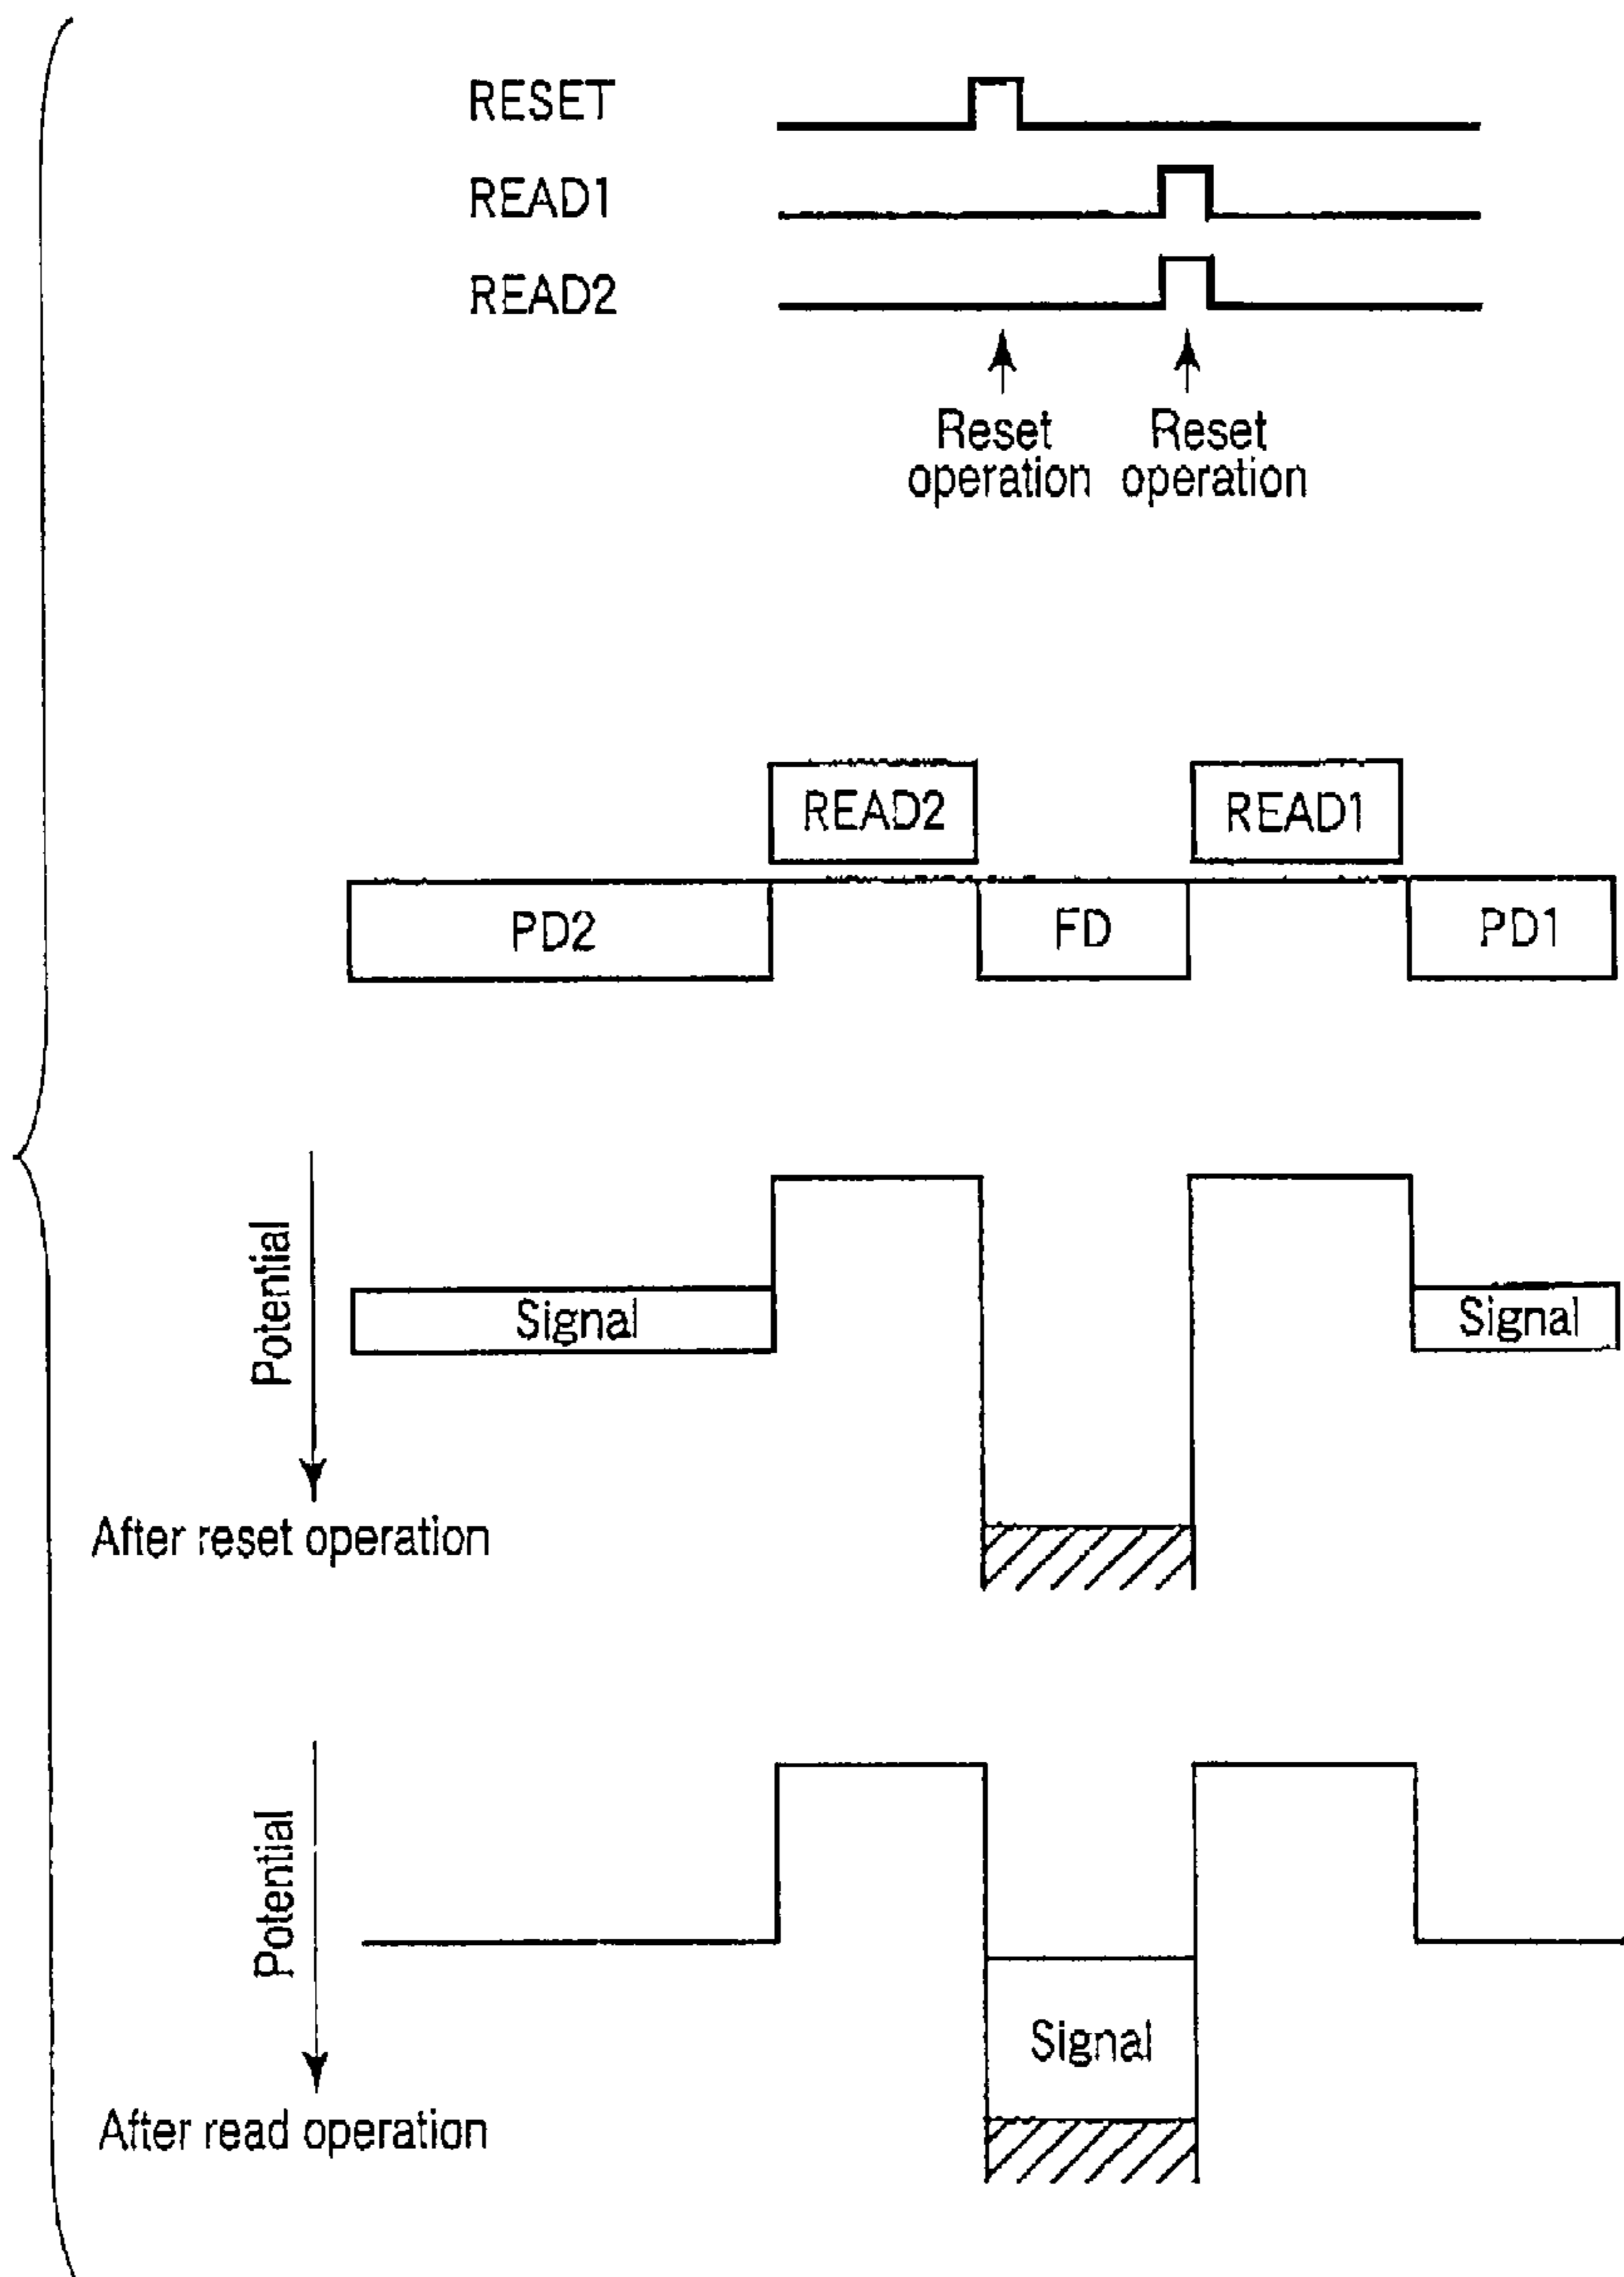 RESET
READ1
READ2
Reset operation
Reset operation
READ2
READ1
PD2
FD
PD1
Potential
Signal
Signal
After reset operation
Potential
Signal
After read operation